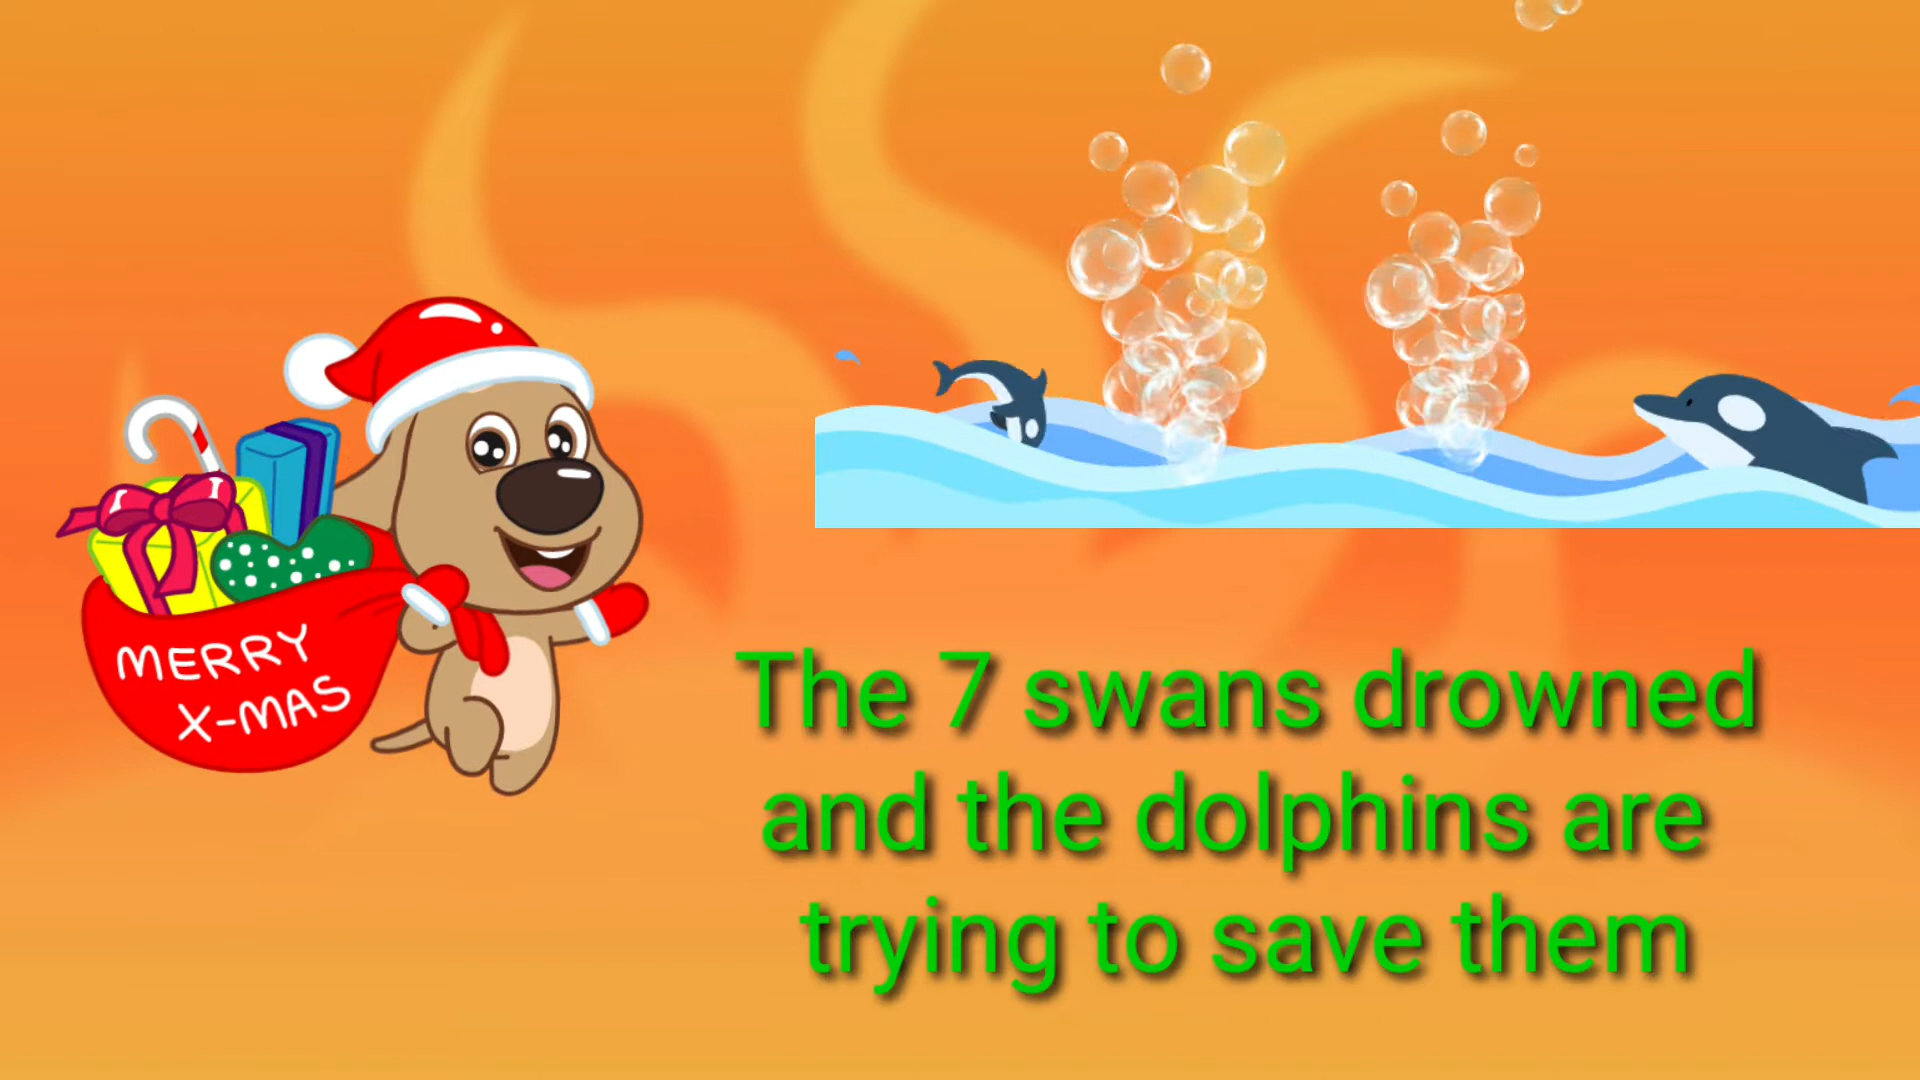 MERRY
X-MAS
The 7 swans drowned
and the dolphins are
trying to save them